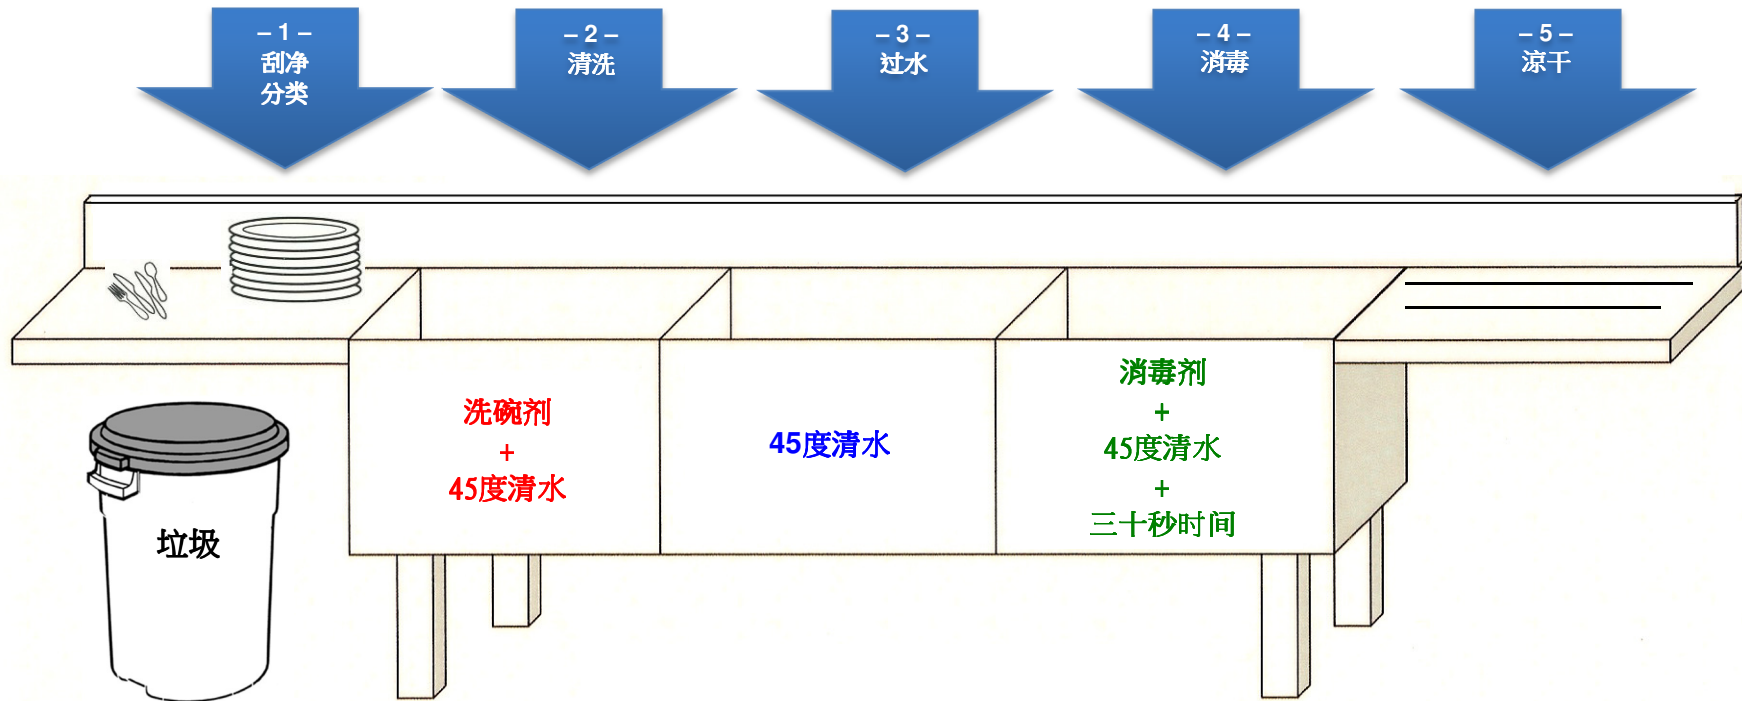 – 1 –
刮净
分类
– 2 –
清洗
– 3 –
过水
– 4 –
消毒
– 5 –
凉干
洗碗剂
+
45度清水
45度清水
消毒剂
+
45度清水
+
三十秒时间
垃圾